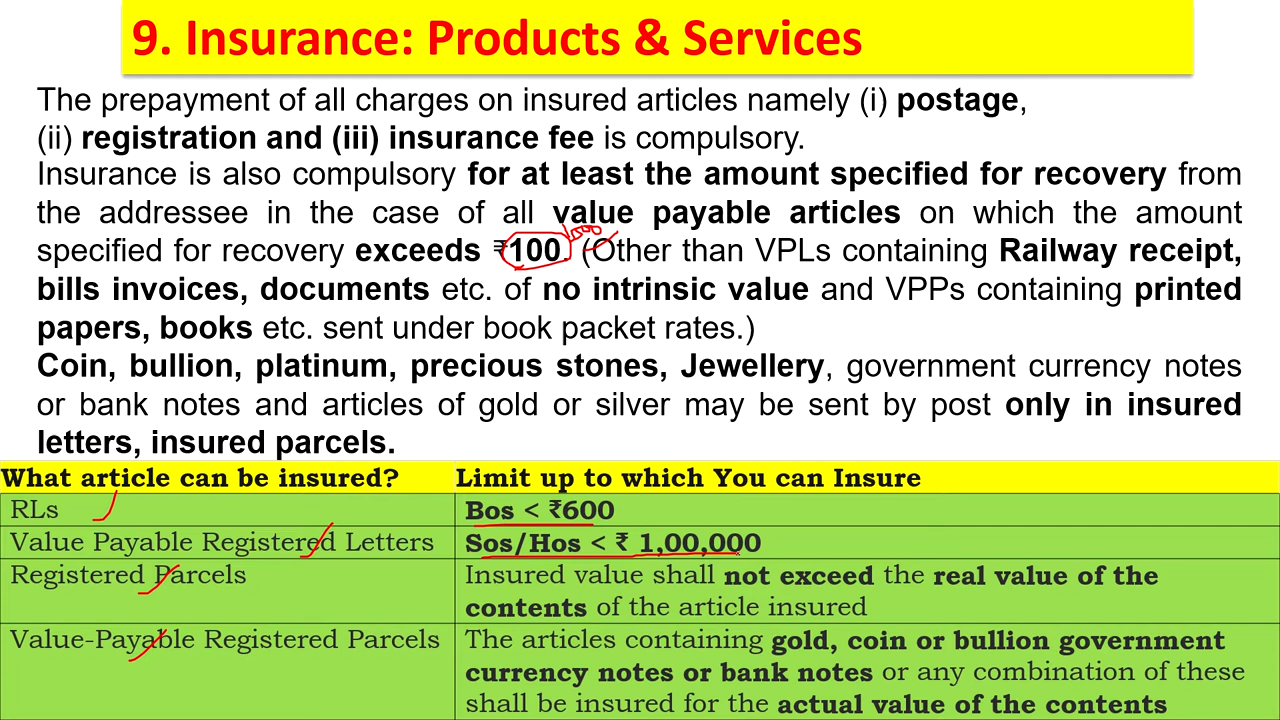 9. Insurance: Products & Services
The prepayment of all charges on insured articles namely (i) postage,
(ii) registration and (iii) insurance fee is compulsory.
Insurance is also compulsory for at least the amount specified for recovery from
the addressee in the case of all value payable articles on which the amount
specified for recovery exceeds ₹100. (Other than VPLs containing Railway receipt,
bills invoices, documents etc. of no intrinsic value and VPPs containing printed
papers, books etc. sent under book packet rates.)
Coin, bullion, platinum, precious stones, Jewellery, government currency notes
or bank notes and articles of gold or silver may be sent by post only in insured
letters, insured parcels.
What article can be insured? Limit up to which You can Insure
RLs Bos < ₹600
Value Payable Registered Letters Sos/Hos < ₹ 1,00,000
Registered Parcels Insured value shall not exceed the real value of the
contents of the article insured
Value-Payable Registered Parcels The articles containing gold, coin or bullion government
currency notes or bank notes or any combination of these
shall be insured for the actual value of the contents